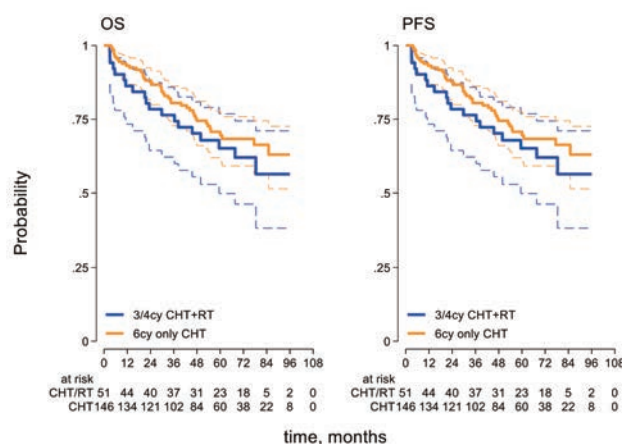 OS PFS
1 1
.75 .75
.5 .5
.25 .25
0 0
Probability
3/4cy CHT+RT 3/4cy CHT+RT
6cy only CHT 6cy only CHT
0 12 24 36 48 60 72 84 96 108 0 12 24 36 48 60 72 84 96 108
at risk at risk
CHT/RT 51 44 40 37 31 23 18 5 2 0 CHT/RT 51 44 40 37 31 23 18 5 2 0
CHT 146 134 121 102 84 60 38 22 8 0 CHT 146 134 121 102 84 60 38 22 8 0
time, months